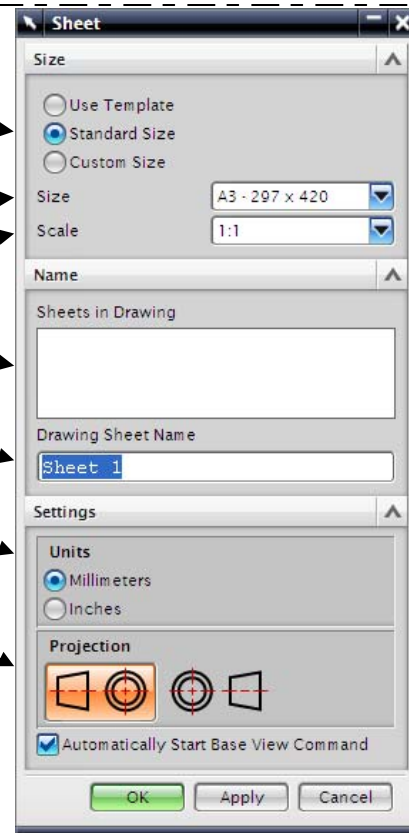 Sheet
Size
Use Template
Standard Size
Custom Size
Size A3 - 297 x 420
Scale 1:1
Name
Sheets in Drawing
Drawing Sheet Name
Sheet 1
Settings
Units
Millimeters
Inches
Projection
Automatically Start Base View Command
OK Apply Cancel